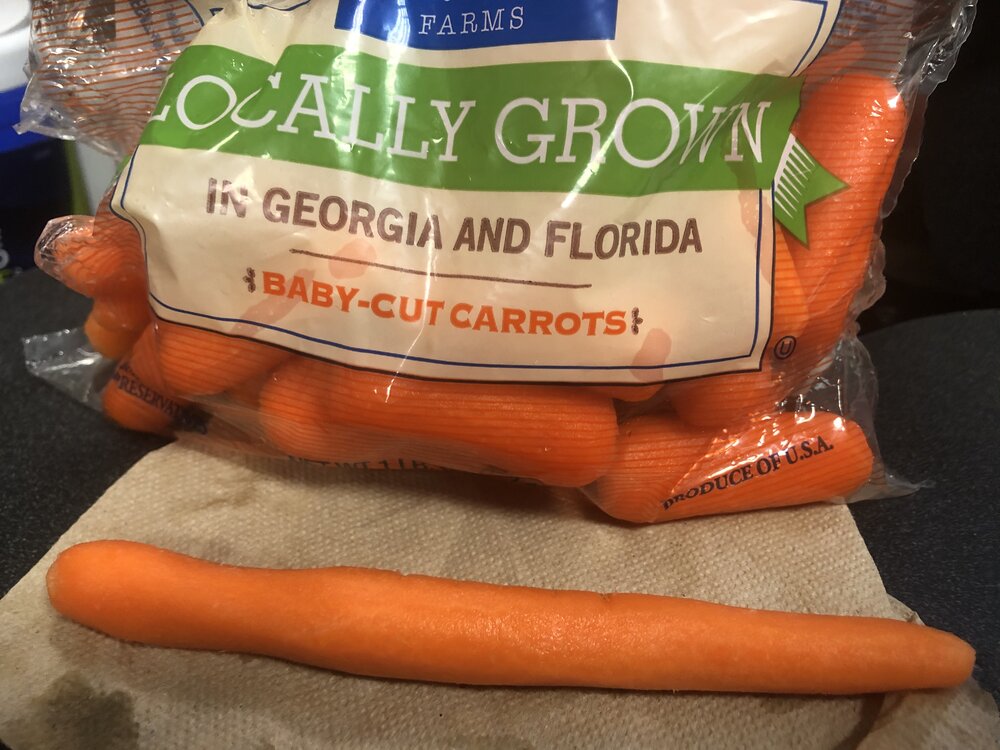 FARMS
LOCALLY GROWN
IN GEORGIA AND FLORIDA
BABY-CUT CARROTS
U
PRODUCE OF U.S.A.